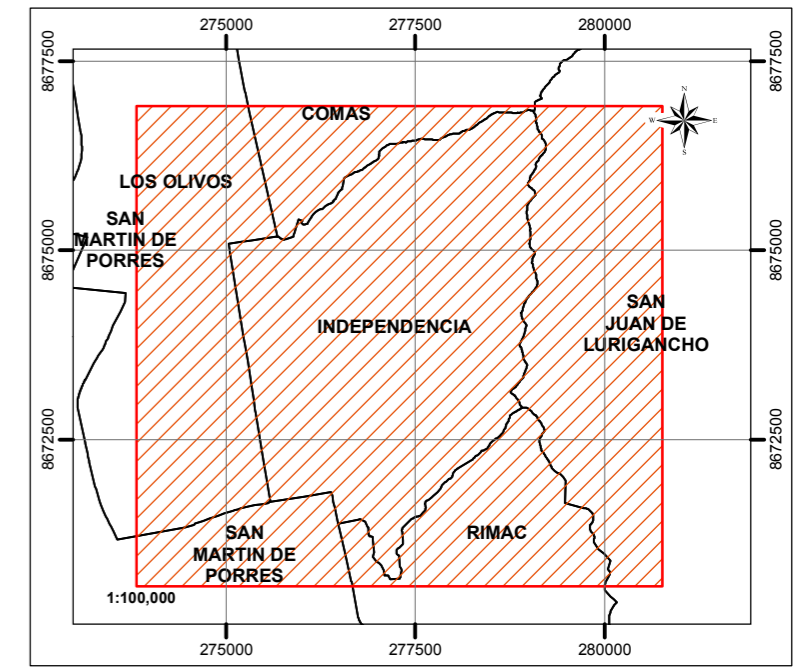 275000
277500
280000
8677500
8677500
N
W
E
S
COMAS
LOS OLIVOS
SAN
MARTIN DE
PORRES
8675000
8675000
SAN
JUAN DE
LURIGANCHO
INDEPENDENCIA
8672500
8672500
SAN
MARTIN DE
PORRES
RIMAC
1:100,000
275000
277500
280000